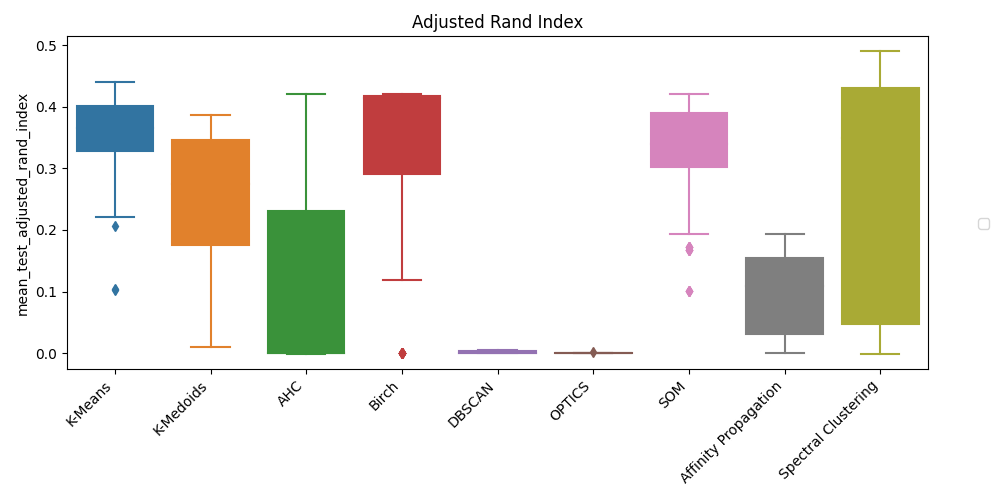 Adjusted Rand Index
mean_test_adjusted_rand_index
0.5
0.4
0.3
0.2
0.1
0.0
K-Means
K-Medoids
AHC
Birch
DBSCAN
OPTICS
SOM
Affinity Propagation
Spectral Clustering